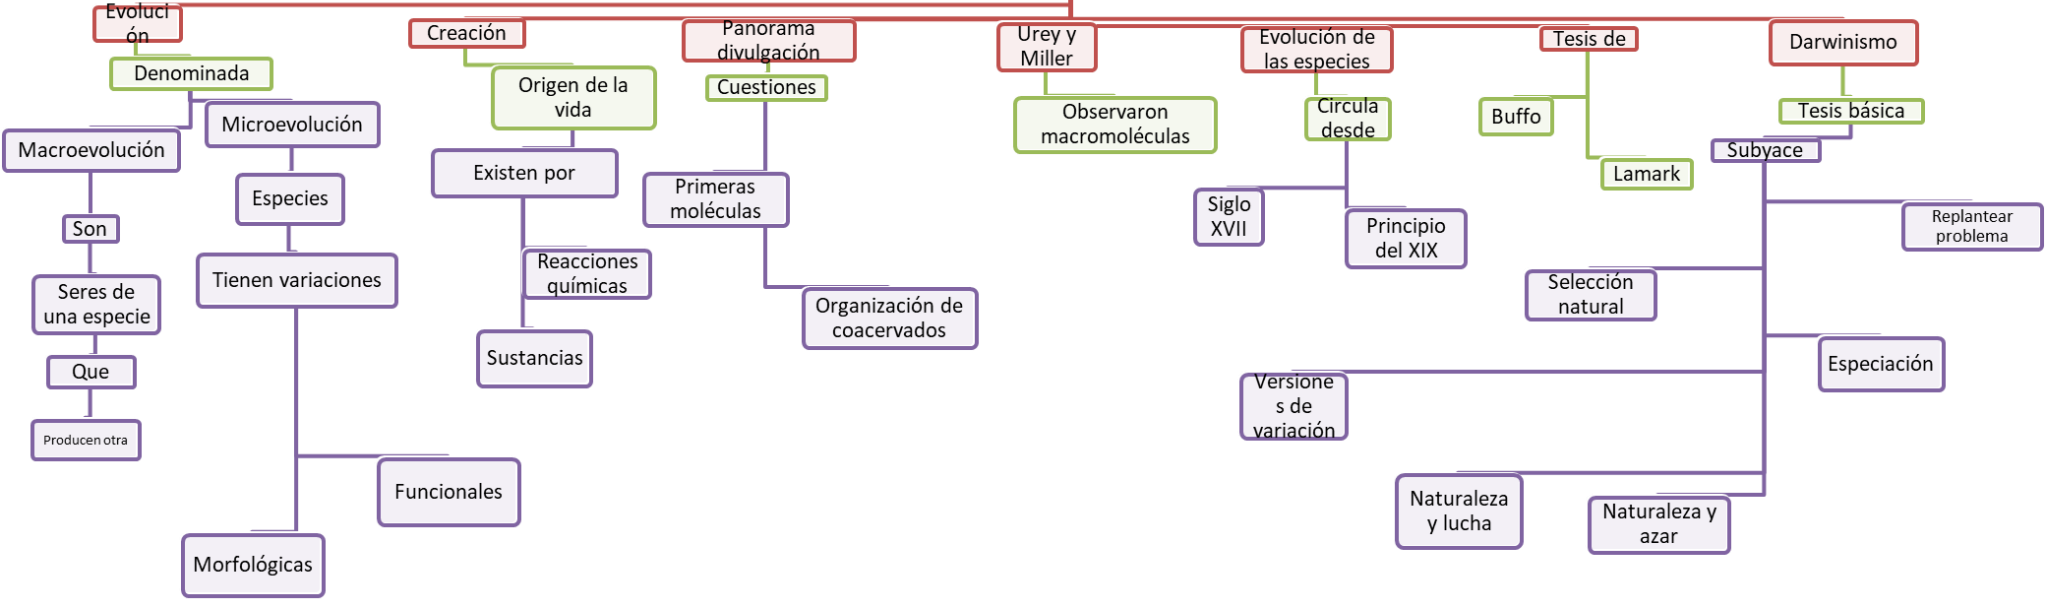 Evoluci
ón
Creación
Panorama
divulgación
Urey y
Miller
Evolución de
las especies
Tesis de
Darwinismo
Denominada
Origen de la
vida
Cuestiones
Observaron
macromoléculas
Circula
desde
Buffo
Lamark
Tesis básica
Macroevolución
Microevolución
Existen por
Primeras
moléculas
Siglo
XVII
Principio
del XIX
Subyace
Replantear
problema
Son
Especies
Reacciones
químicas
Organización de
coacervados
Selección
natural
Seres de
una especie
Tienen variaciones
Sustancias
Especiación
Que
Versione
s de
variación
Producen otra
Funcionales
Naturaleza
y lucha
Naturaleza y
azar
Morfológicas